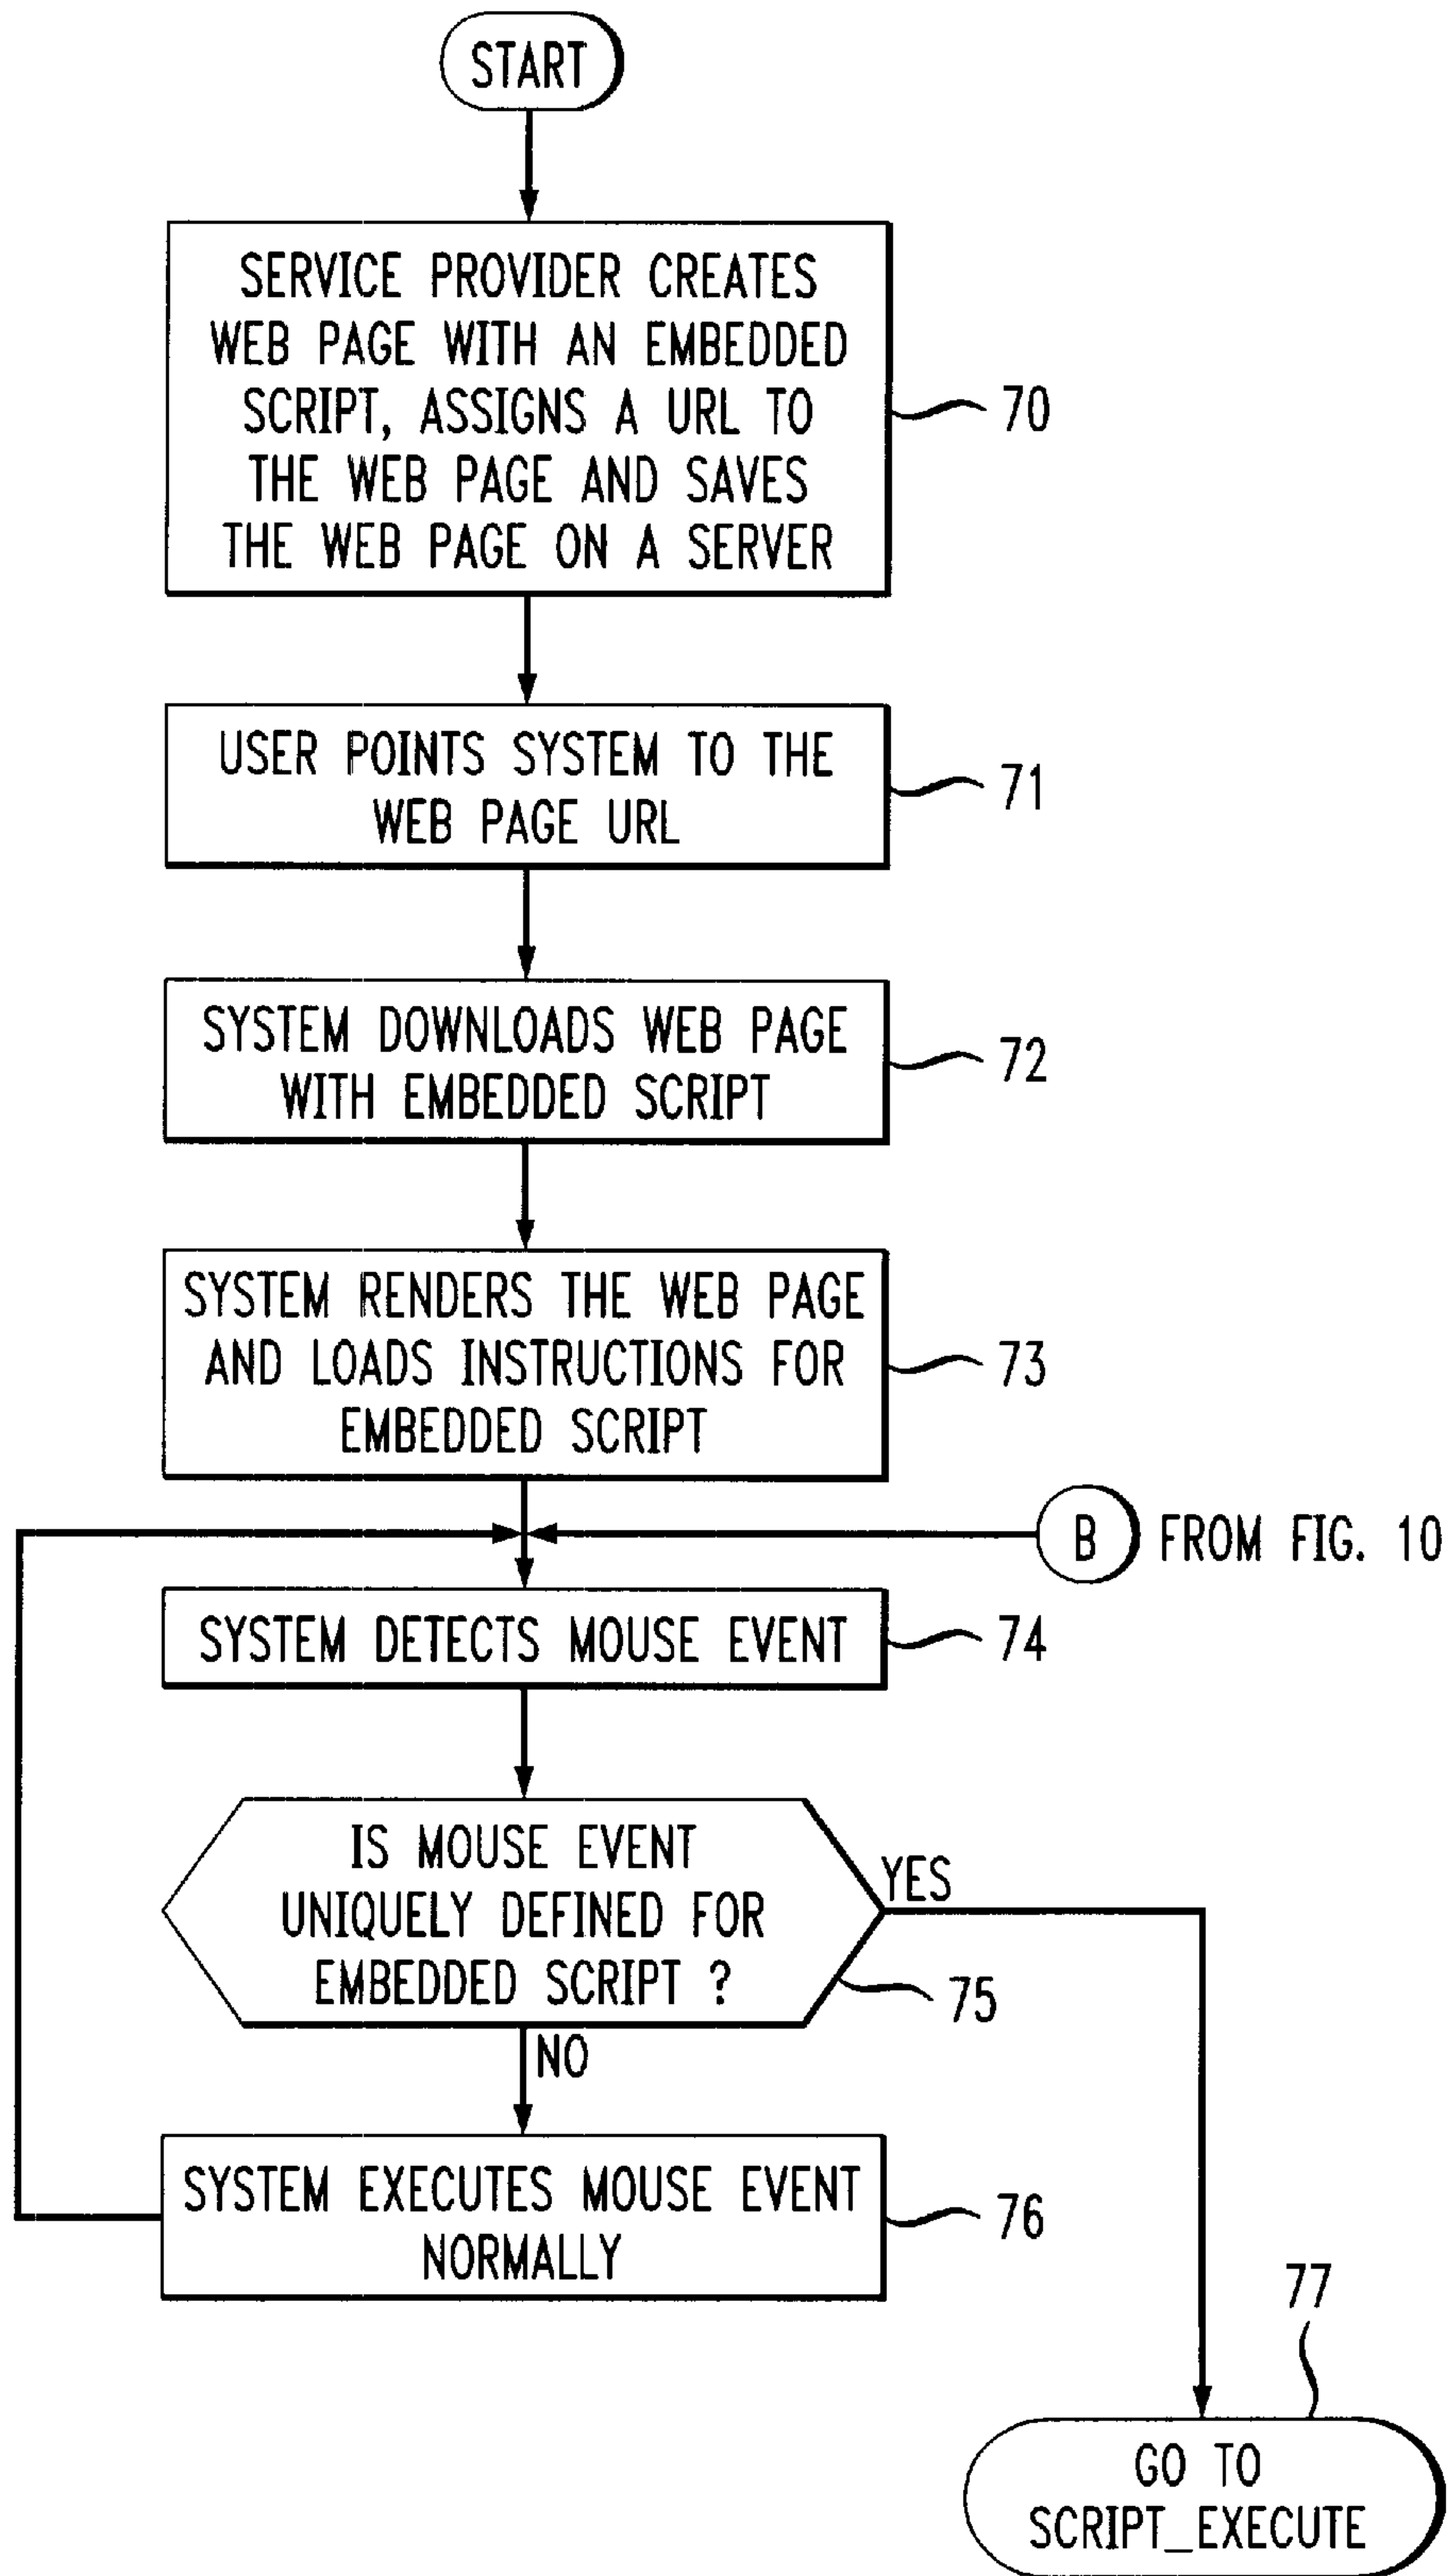 START
SERVICE PROVIDER CREATES
WEB PAGE WITH AN EMBEDDED
SCRIPT, ASSIGNS A URL TO
THE WEB PAGE AND SAVES
THE WEB PAGE ON A SERVER
70
USER POINTS SYSTEM TO THE
WEB PAGE URL
71
SYSTEM DOWNLOADS WEB PAGE
WITH EMBEDDED SCRIPT
72
SYSTEM RENDERS THE WEB PAGE
AND LOADS INSTRUCTIONS FOR
EMBEDDED SCRIPT
73
B FROM FIG. 10
SYSTEM DETECTS MOUSE EVENT
74
IS MOUSE EVENT
UNIQUELY DEFINED FOR
EMBEDDED SCRIPT ?
YES
75
NO
SYSTEM EXECUTES MOUSE EVENT
NORMALLY
76
77
GO TO
SCRIPT_EXECUTE